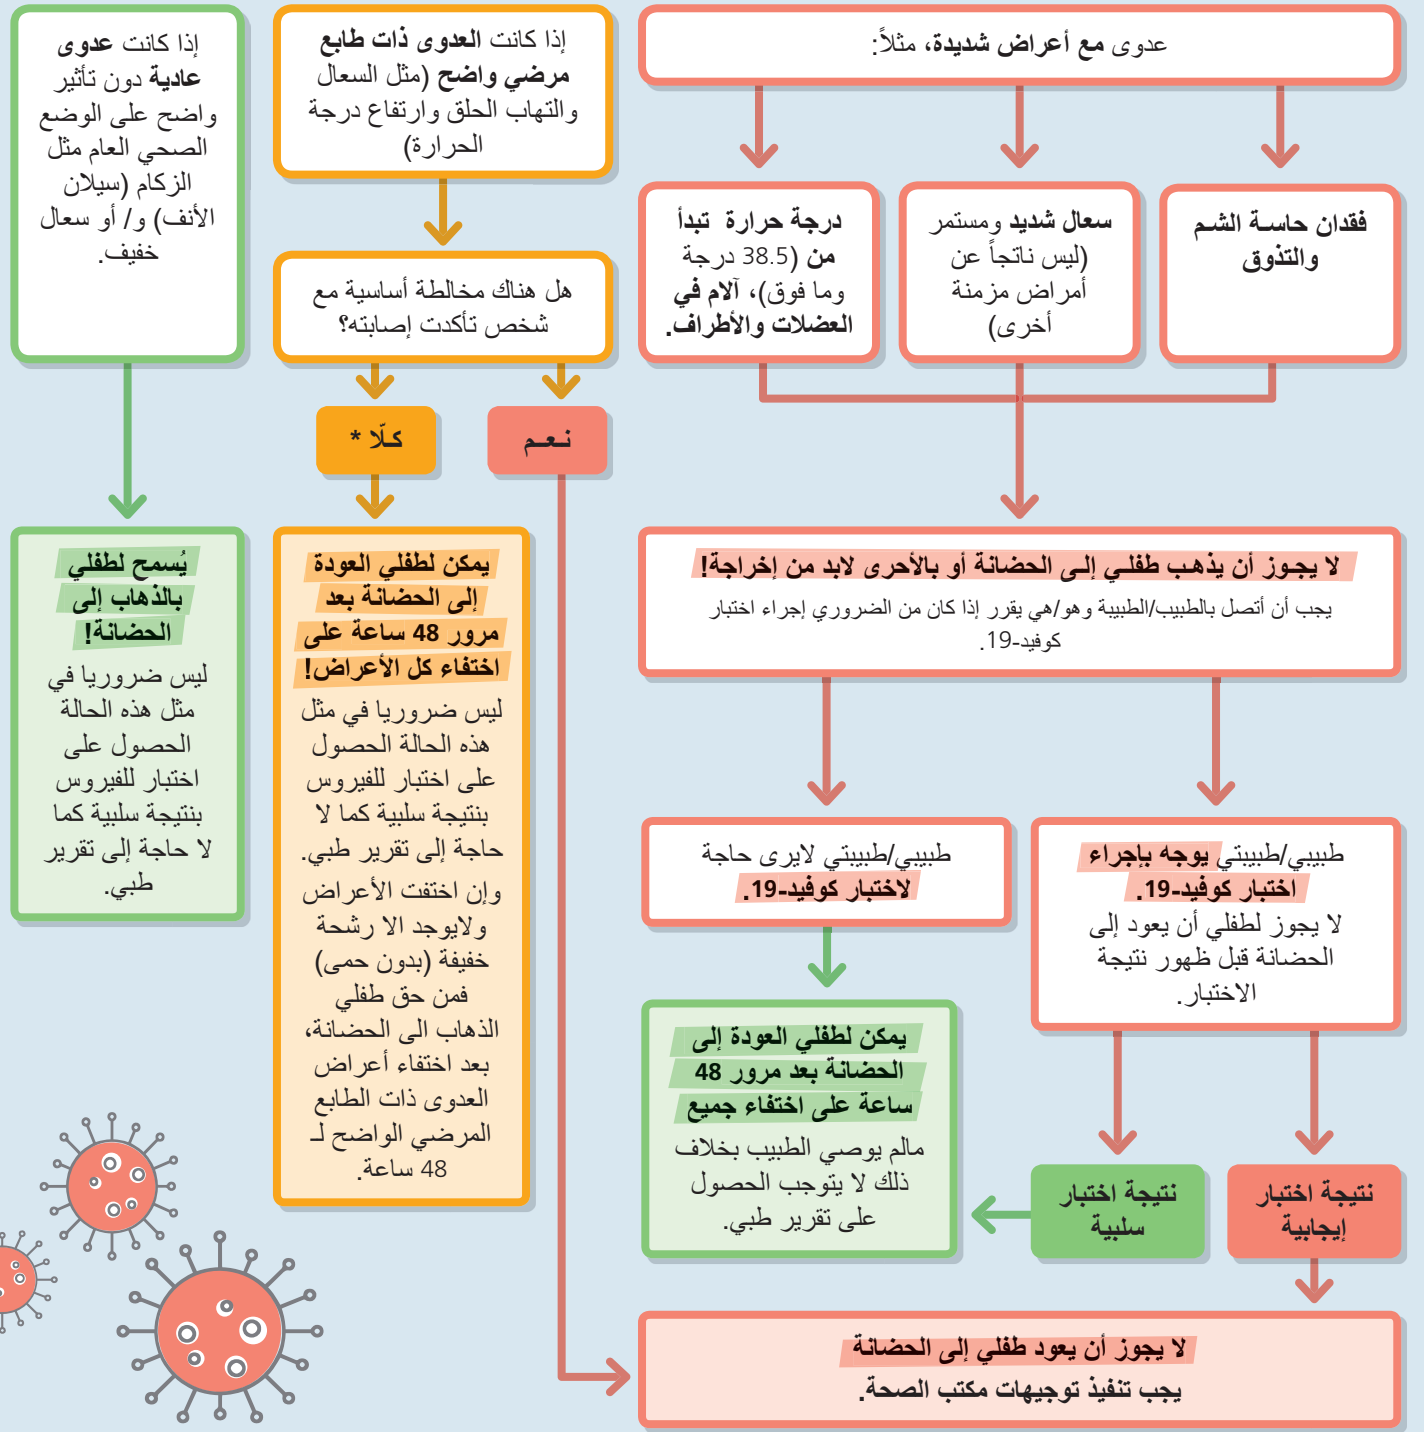 عدوى مع أعراض شديدة، مثلاً:
فقدان حاسة الشم
والتذوق
سعال شديد ومستمر
(ليس ناتجاً عن
أمراض مزمنة
أخرى)
درجة حرارة تبدأ
من (38.5 درجة
وما فوق)، آلام في
العضلات والأطراف.
لا يجوز أن يذهب طفلي إلى الحضانة أو بالأحرى لابد من إخراجة!
يجب أن أتصل بالطبيب/الطبيبة وهو/هي يقرر إذا كان من الضروري إجراء اختبار
كوفيد-19.
طبيبي/طبيبتي يوجه بإجراء
اختبار كوفيد-19.
لا يجوز لطفلي أن يعود إلى
الحضانة قبل ظهور نتيجة
الاختبار.
طبيبي/طبيبتي لايرى حاجة
لاختبار كوفيد-19.
نتيجة اختبار
إيجابية
نتيجة اختبار
سلبية
يمكن لطفلي العودة إلى
الحضانة بعد مرور 48
ساعة على اختفاء جميع
مالم يوصي الطبيب بخلاف
ذلك لا يتوجب الحصول
على تقرير طبي.
لا يجوز أن يعود طفلي إلى الحضانة
يجب تنفيذ توجيهات مكتب الصحة.
إذا كانت العدوى ذات طابع
مرضي واضح (مثل السعال
والتهاب الحلق وارتفاع درجة
الحرارة)
هل هناك مخالطة أساسية مع
شخص تأكدت إصابته؟
نـعـم
كلّا *
يمكن لطفلي العودة
إلى الحضانة بعد
مرور 48 ساعة على
اختفاء كل الأعراض!
ليس ضروريا في مثل
هذه الحالة الحصول
على اختبار للفيروس
بنتيجة سلبية كما لا
حاجة إلى تقرير طبي.
وإن اختفت الأعراض
ولايوجد الا رشحة
خفيفة (بدون حمى)
فمن حق طفلي
الذهاب الى الحضانة،
بعد اختفاء أعراض
العدوى ذات الطابع
المرضي الواضح لـ
48 ساعة.
إذا كانت عدوى
عادية دون تأثير
واضح على الوضع
الصحي العام مثل
الزكام (سيلان
الأنف) و/ أو سعال
خفيف.
يُسمح لطفلي
بالذهاب إلى
الحضانة!
ليس ضروريا في
مثل هذه الحالة
الحصول على
اختبار للفيروس
بنتيجة سلبية كما
لا حاجة إلى تقرير
طبي.